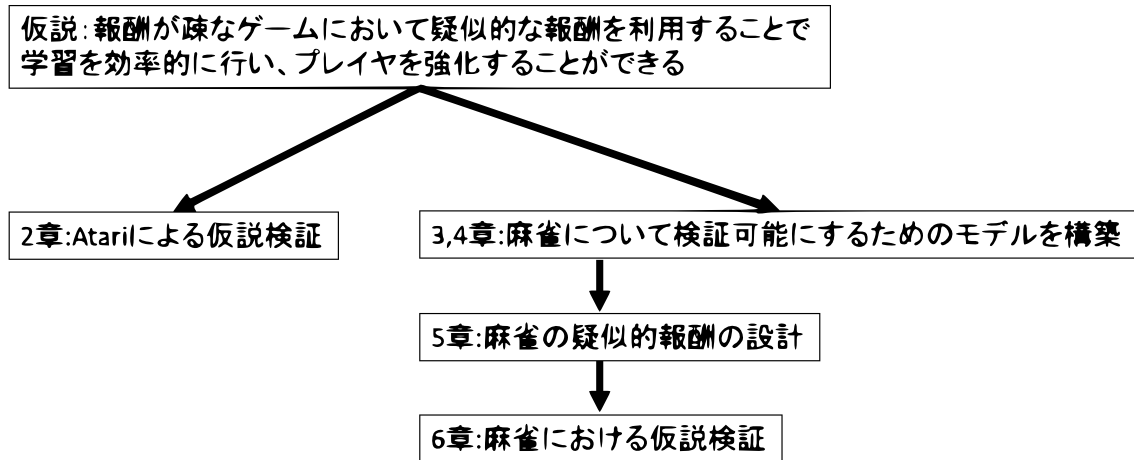 仮説：報酬が疎なゲームにおいて疑似的な報酬を利用することで
学習を効率的に行い、プレイヤを強化することができる
2章:Atariによる仮説検証
3,4章:麻雀について検証可能にするためのモデルを構築
5章:麻雀の疑似的報酬の設計
6章:麻雀における仮説検証